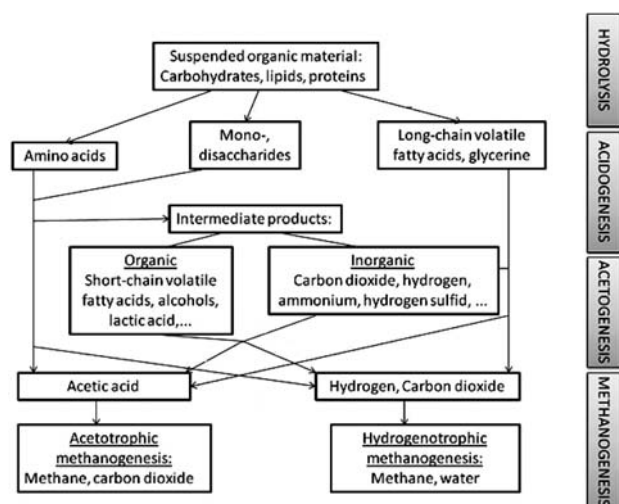 Suspended organic material:
Carbohydrates, lipids, proteins
Amino acids
Mono-,
disaccharides
Long-chain volatile
fatty acids, glycerine
Intermediate products:
Organic
Short-chain volatile
fatty acids, alcohols,
lactic acid,...
Inorganic
Carbon dioxide, hydrogen,
ammonium, hydrogen sulfid, ...
Acetic acid
Hydrogen, Carbon dioxide
Acetotrophic
methanogenesis:
Methane, carbon dioxide
Hydrogenotrophic
methanogenesis:
Methane, water
HYDROLYSIS
ACIDOGENESIS
ACETOGENESIS
METHANOGENESIS